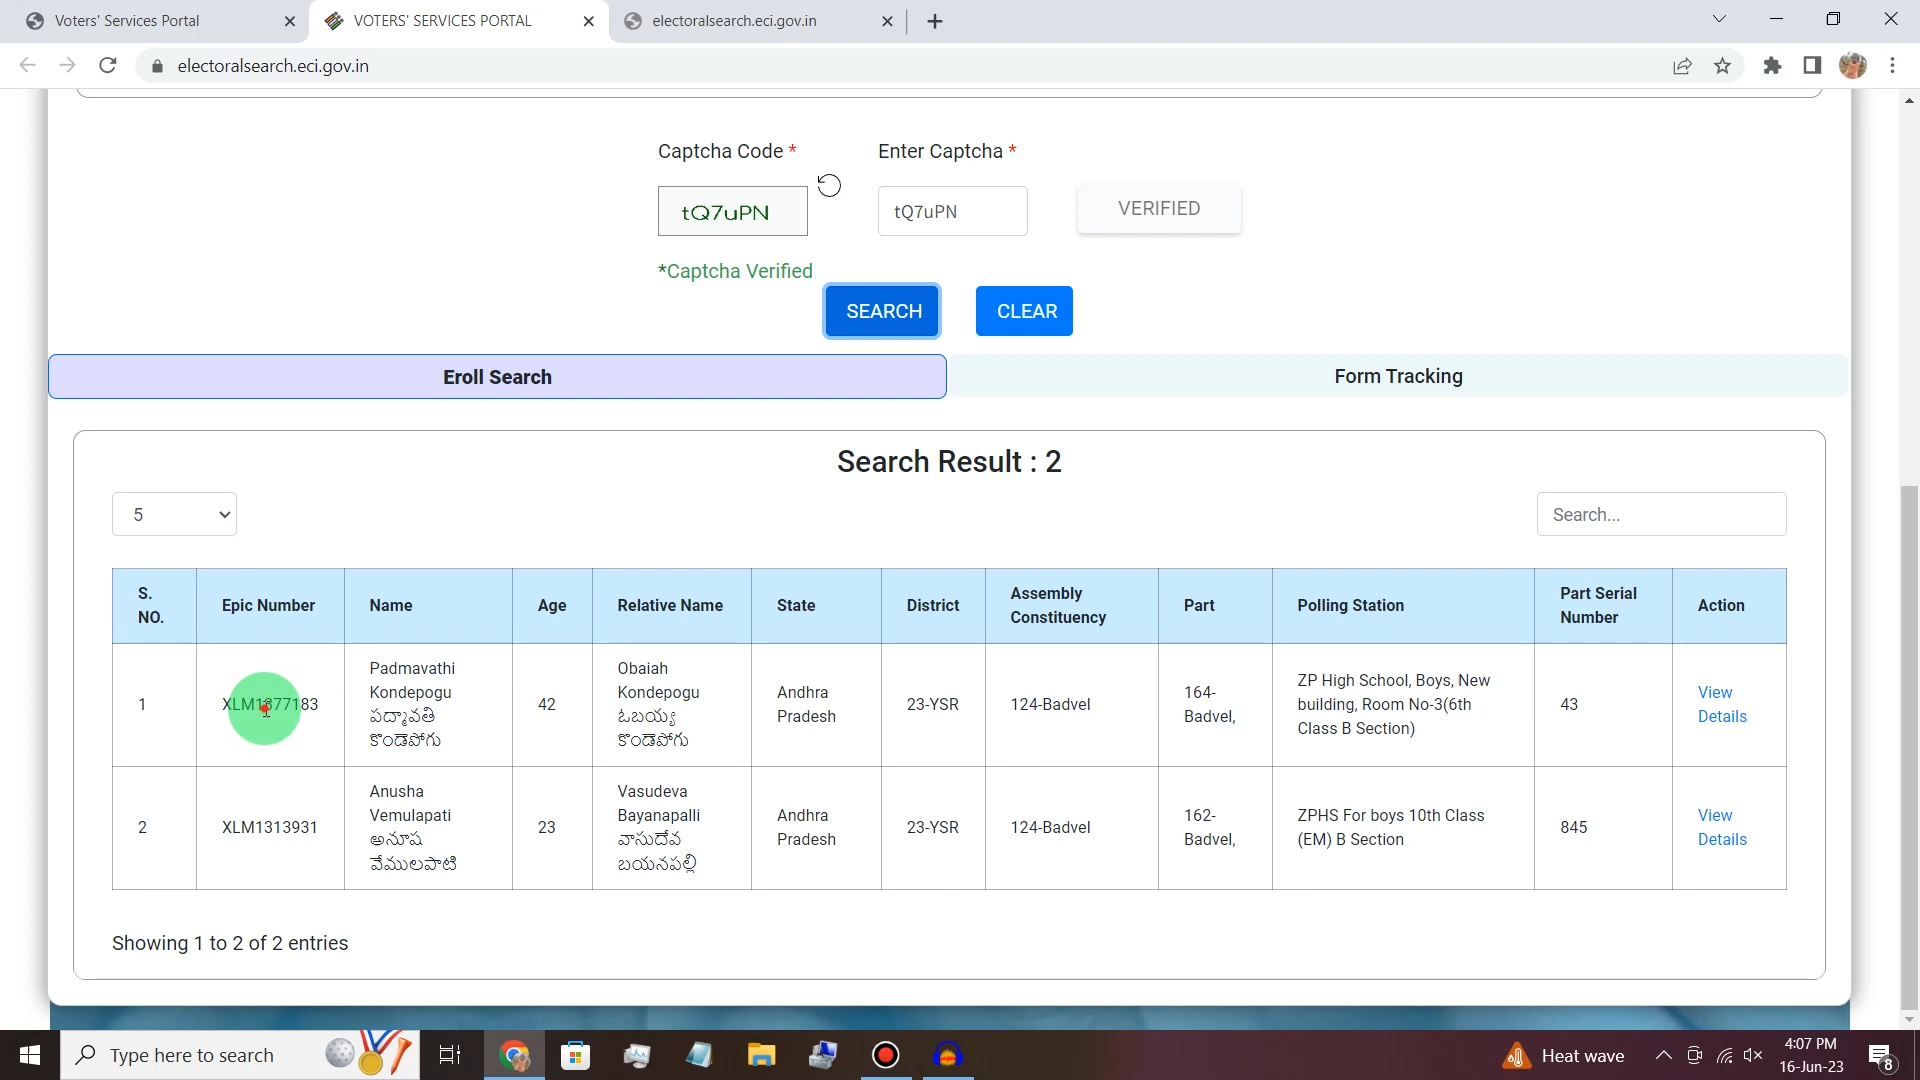 Voters' Services Portal
VOTERS' SERVICES PORTAL
electoralsearch.eci.gov.in
electoralsearch.eci.gov.in
Captcha Code *
Enter Captcha *
tQ7uPN
tQ7uPN
VERIFIED
*Captcha Verified
SEARCH
CLEAR
Eroll Search
Form Tracking
Search Result : 2
5
Search...
S.
NO.
Epic Number
Name
Age
Relative Name
State
District
Assembly
Constituency
Part
Polling Station
Part Serial
Number
Action
1
XLM1377183
Padmavathi
Kondepogu
పద్మావతి
కొండెపోగు
42
Obaiah
Kondepogu
ఓబయ్య
కొండెపోగు
Andhra
Pradesh
23-YSR
124-Badvel
164-
Badvel,
ZP High School, Boys, New
building, Room No-3(6th
Class B Section)
43
View
Details
2
XLM1313931
Anusha
Vemulapati
అనూష
వేములపాటి
23
Vasudeva
Bayanapalli
వాసుదేవ
బయనపల్లి
Andhra
Pradesh
23-YSR
124-Badvel
162-
Badvel,
ZPHS For boys 10th Class
(EM) B Section
845
View
Details
Showing 1 to 2 of 2 entries
Type here to search
Heat wave
4:07 PM
16-Jun-23
8